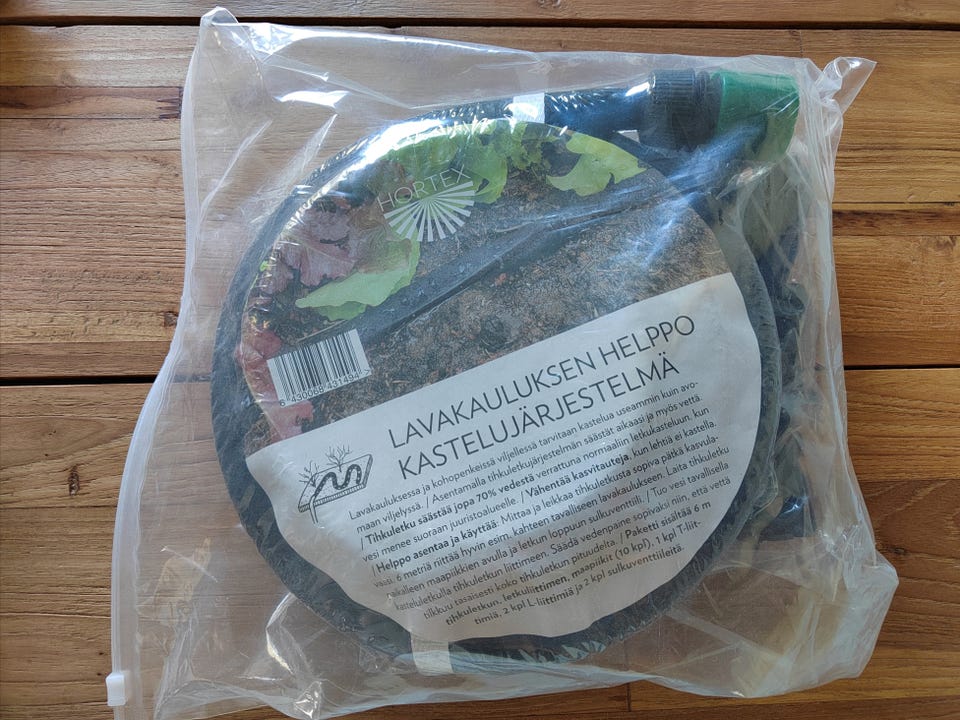 HORTEX
LAVAKAULUKSEN HELPPO
KASTELUJÄRJESTELMÄ
Lavakauluksessa ja kohopenkeissä viljellessä tarvitaan kastelua useammin kuin avo-
maan viljelyssä. / Asentamalla tihkuletkujärjestelmän säästät aikaasi ja myös vettä.
/ Tihkuletku säästää jopa 70% vedestä verrattuna normaaliin letkukasteluun, kun
vesi menee suoraan juuristoalueelle. / Vähentää kasvitauteja, kun lehtiä ei kastella.
/ Helppo asentaa ja käyttää: Mittaa ja leikkaa tihkuletkusta sopiva pätkä kasvula-
vaasi. 6 metriä riittää hyvin esim. kahteen tavalliseen lavakaulukseen. Laita tihkuletku
paikalleen maapiikkien avulla ja letkun loppuun sulkuventtiili. / Tuo vesi tavallisella
kasteluletkulla tihkuletkun liittimeen. Säädä vedenpaine sopivaksi niin, että vettä
tilkkuu tasaisesti koko tihkuletkun pituudelta. / Paketti sisältää 6 m
tihkuletkun, letkuliittimen, maapiikit (10 kpl), 1 kpl T-liit-
timiä, 2 kpl L-liittimiä ja 2 kpl sulkuventtiileitä.